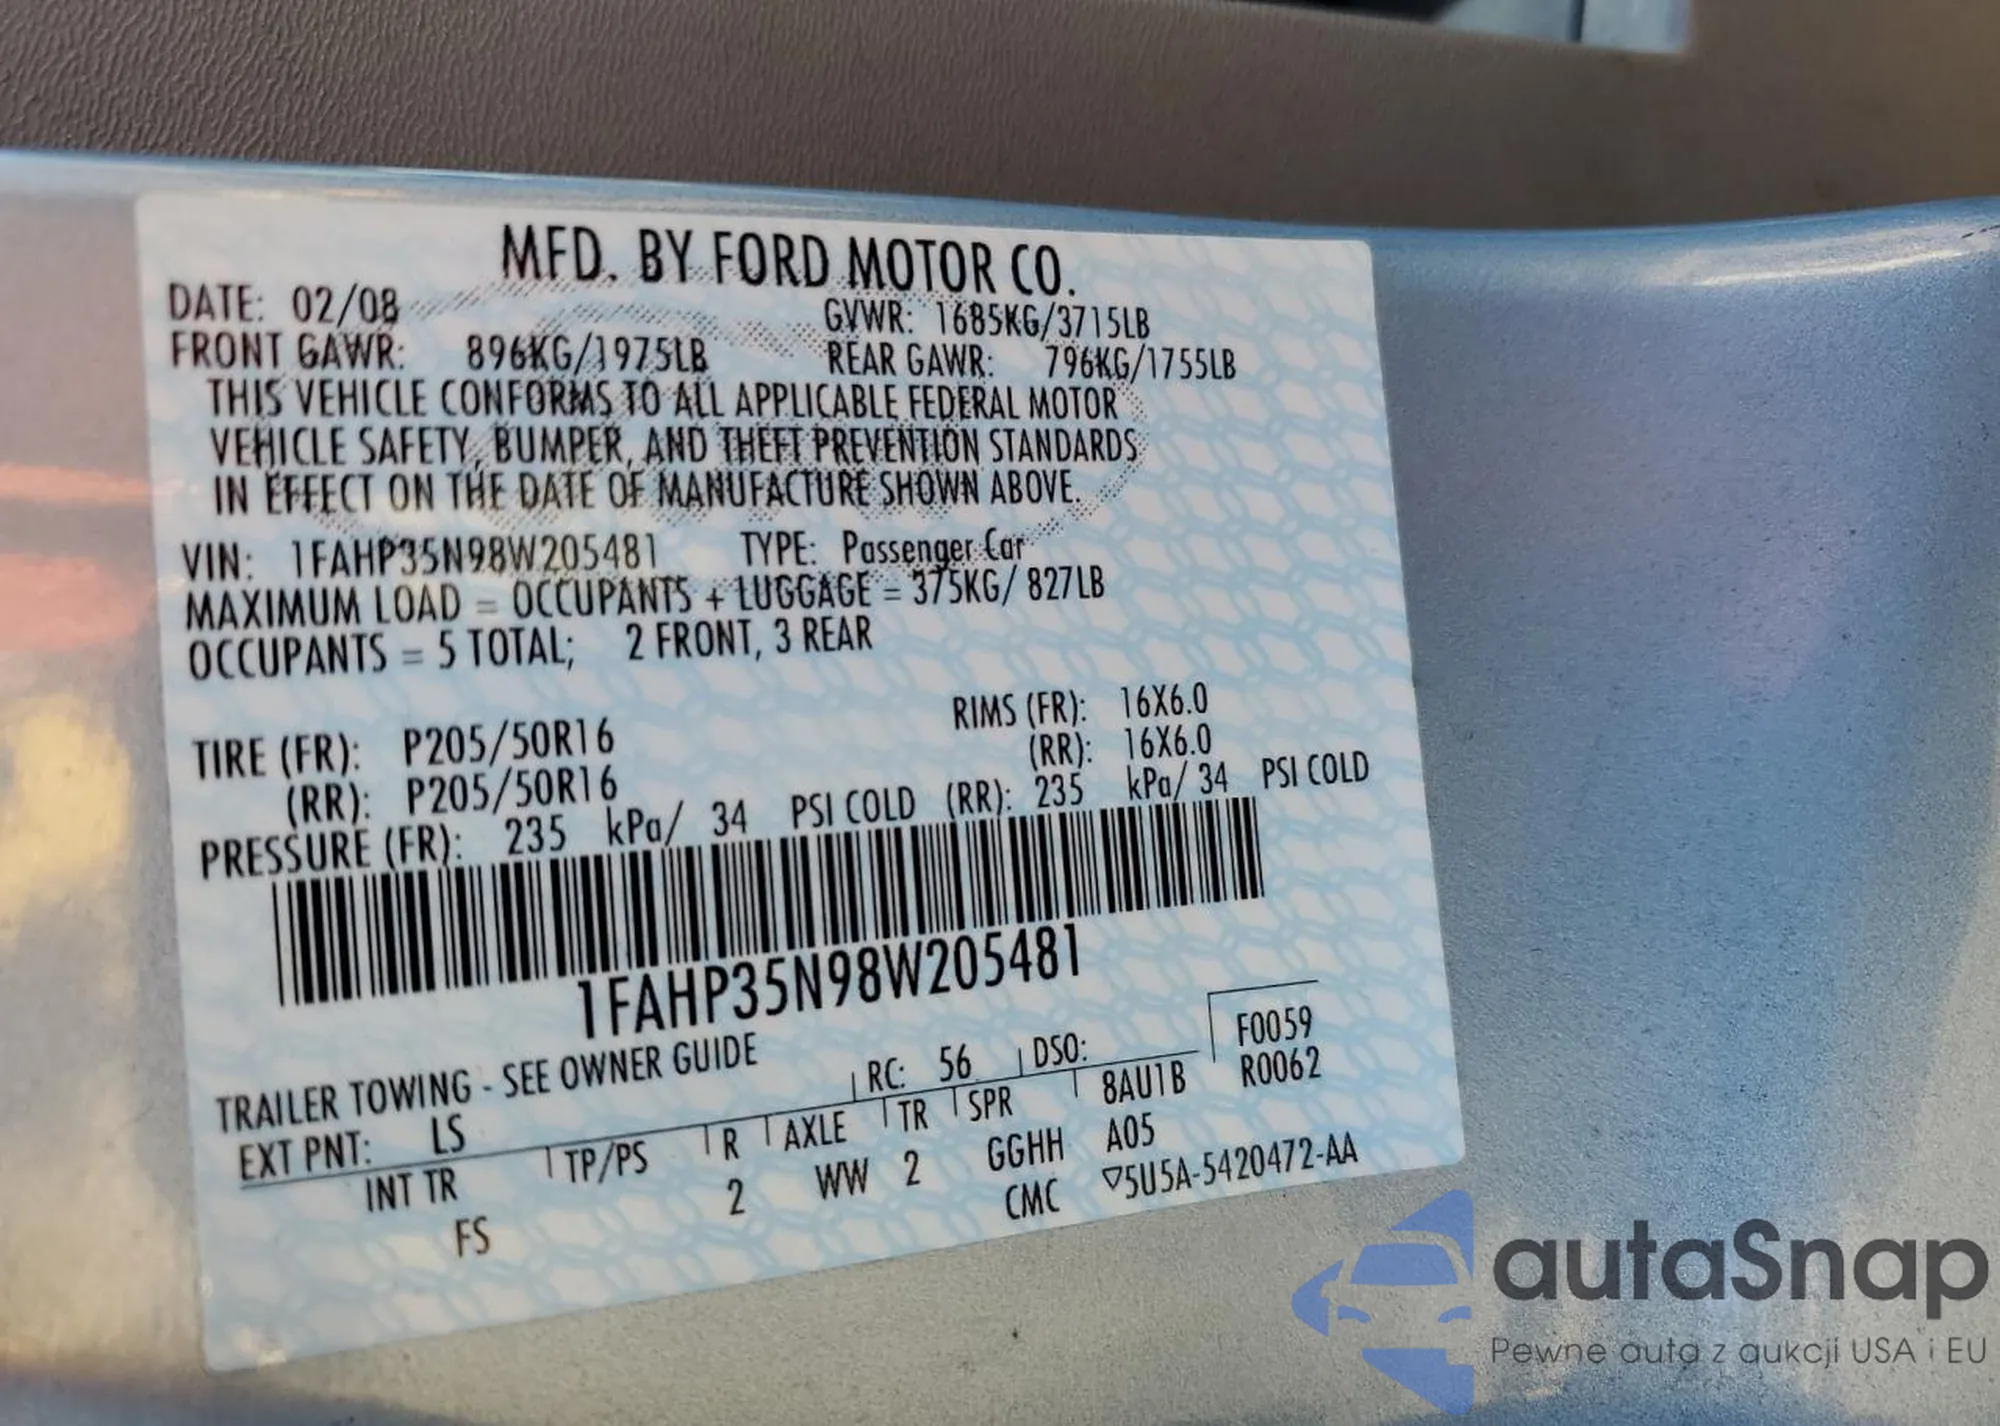 MFD. BY FORD MOTOR CO.
DATE: 02/08 GVWR: 1685KG/3715LB
FRONT GAWR: 896KG/1975LB REAR GAWR: 796KG/1755LB
THIS VEHICLE CONFORMS TO ALL APPLICABLE FEDERAL MOTOR
VEHICLE SAFETY, BUMPER, AND THEFT PREVENTION STANDARDS
IN EFFECT ON THE DATE OF MANUFACTURE SHOWN ABOVE.
VIN: 1FAHP35N98W205481 TYPE: Passenger Car
MAXIMUM LOAD = OCCUPANTS + LUGGAGE = 375KG/ 827LB
OCCUPANTS = 5 TOTAL; 2 FRONT, 3 REAR
TIRE (FR): P205/50R16 RIMS (FR): 16X6.0
(RR): P205/50R16 (RR): 16X6.0
PRESSURE (FR): 235 kPa/ 34 PSI COLD (RR): 235 kPa/ 34 PSI COLD
1FAHP35N98W205481
TRAILER TOWING - SEE OWNER GUIDE RC: 56 DSO: F0059
EXT PNT: LS R0062
INT TR TP/PS R AXLE TR SPR 8AU1B
FS 2 WW 2 GGHH A05
CMC ▽5U5A-5420472-AA
autaSnap
Pewne auta z aukcji USA i EU